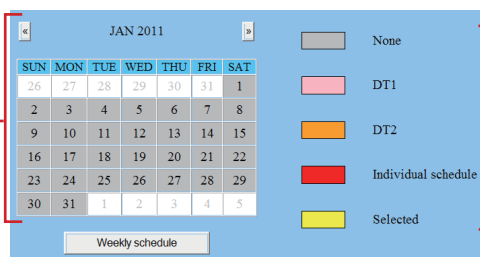 « JAN 2011 »
SUN MON TUE WED THU FRI SAT
26 27 28 29 30 31 1
2 3 4 5 6 7 8
9 10 11 12 13 14 15
16 17 18 19 20 21 22
23 24 25 26 27 28 29
30 31 1 2 3 4 5
Weekly schedule
None
DT1
DT2
Individual schedule
Selected